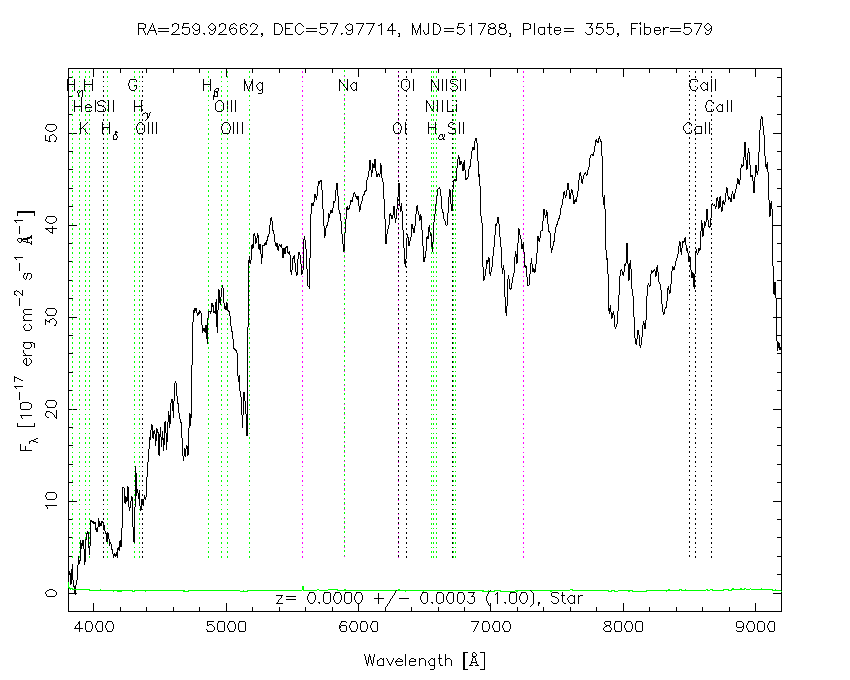 RA=259.92662, DEC=57.97714, MJD=51788, Plate= 355, Fiber=579
Hη H G Hβ Mg Na OI NII SII CaII
HeI SII Hγ OIII NII Li CaII
K Hδ OIII OIII OI Hα SII CaII
50
40
30
20
10
0
Fλ [10−17 erg cm−2 s−1 Å−1]
z= 0.0000 +/− 0.0003 (1.00), Star
4000 5000 6000 7000 8000 9000
Wavelength [Å]